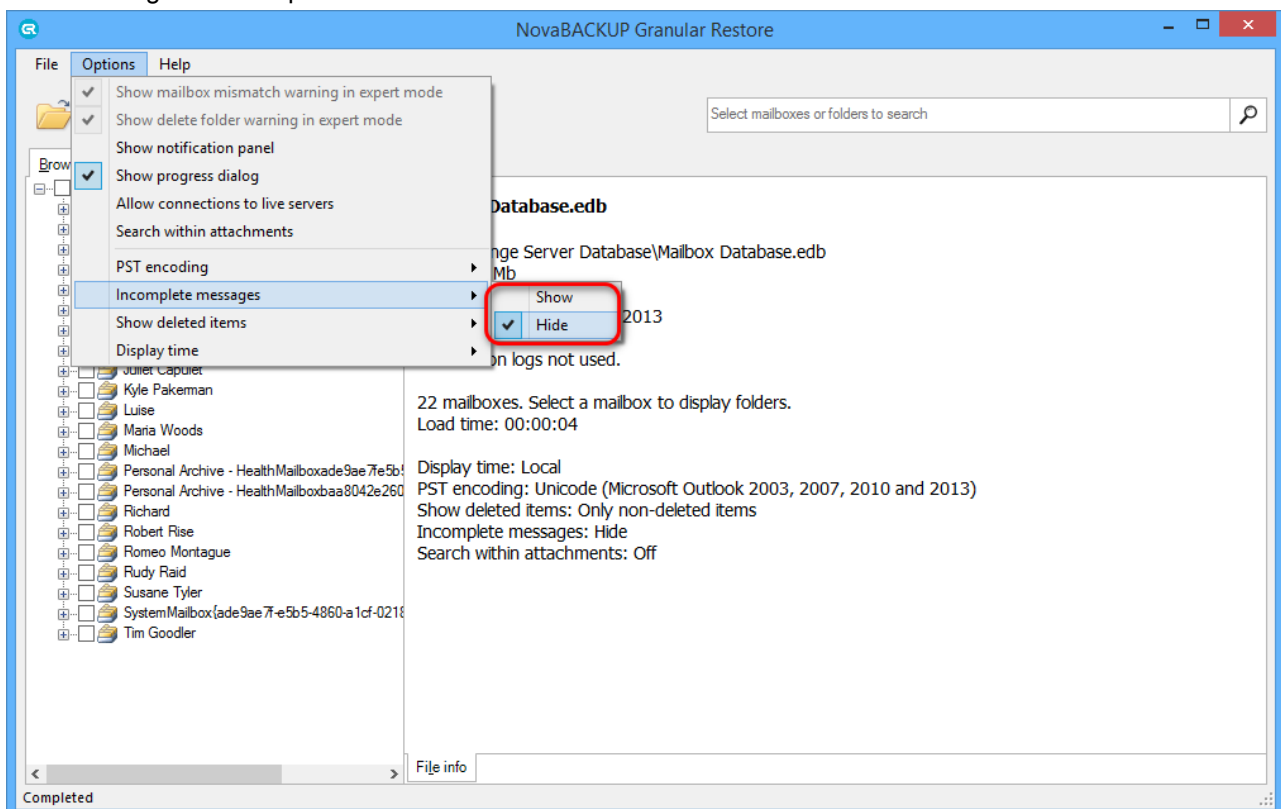 NovaBACKUP Granular Restore
File Options Help
Show mailbox mismatch warning in expert mode
Show delete folder warning in expert mode
Show notification panel
Show progress dialog
Allow connections to live servers
Search within attachments
PST encoding
Incomplete messages
Show deleted items
Display time
Show
Hide
Select mailboxes or folders to search
Brow
Juliet Capulet
Kyle Pakerman
Luise
Maria Woods
Michael
Personal Archive - HealthMailboxade9ae7fe5b5
Personal Archive - HealthMailboxbaa8042e260
Richard
Robert Rise
Romeo Montague
Rudy Raid
Susane Tyler
SystemMailbox{ade9ae7f-e5b5-4860-a1cf-0218
Tim Goodler
Database.edb
nge Server Database\Mailbox Database.edb
Mb
2013
on logs not used.
22 mailboxes. Select a mailbox to display folders.
Load time: 00:00:04
Display time: Local
PST encoding: Unicode (Microsoft Outlook 2003, 2007, 2010 and 2013)
Show deleted items: Only non-deleted items
Incomplete messages: Hide
Search within attachments: Off
File info
Completed